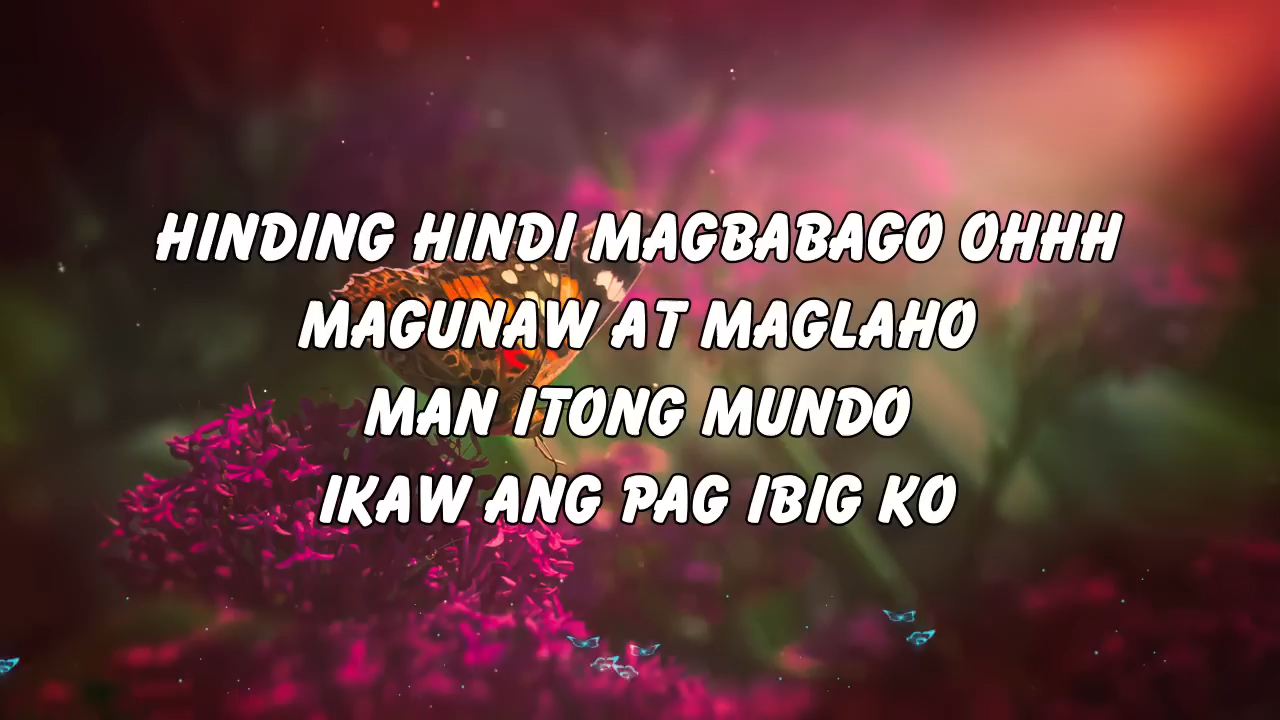 HINDING HINDI MAGBABAGO OHHH
MAGUNAW AT MAGLAHO
MAN ITONG MUNDO
IKAW ANG PAG IBIG KO